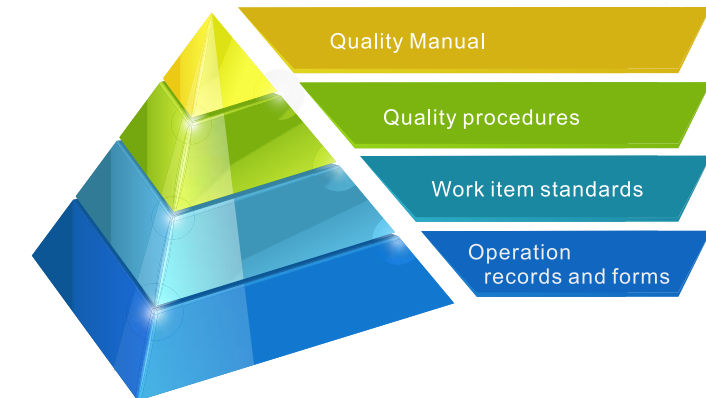 Quality Manual
Quality procedures
Work item standards
Operation
records and forms